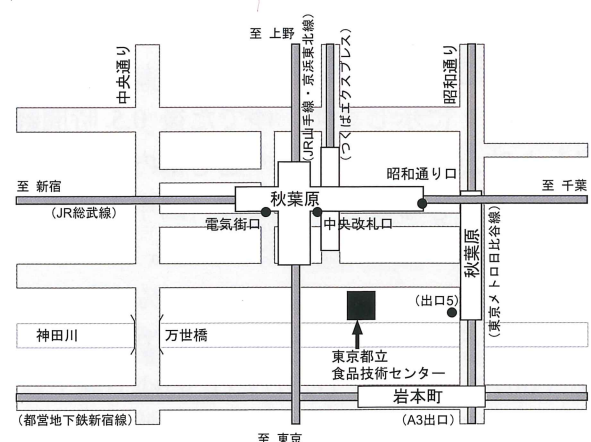 至 上野
中央通り
(JR山手線・京浜東北線)
(つくばエクスプレス)
昭和通り
昭和通り口
至 新宿
至 千葉
秋葉原
(JR総武線)
電気街口
中央改札口
秋葉原
(東京メトロ日比谷線)
(出口5)
神田川
万世橋
東京都立
食品技術センター
岩本町
(都営地下鉄新宿線)
(A3出口)
至 東京